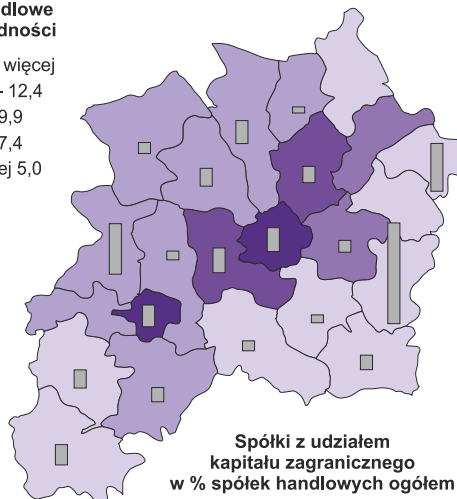 dlowe
dności
więcej
- 12,4
9,9
7,4
ej 5,0
Spółki z udziałem
kapitału zagranicznego
w % spółek handlowych ogółem